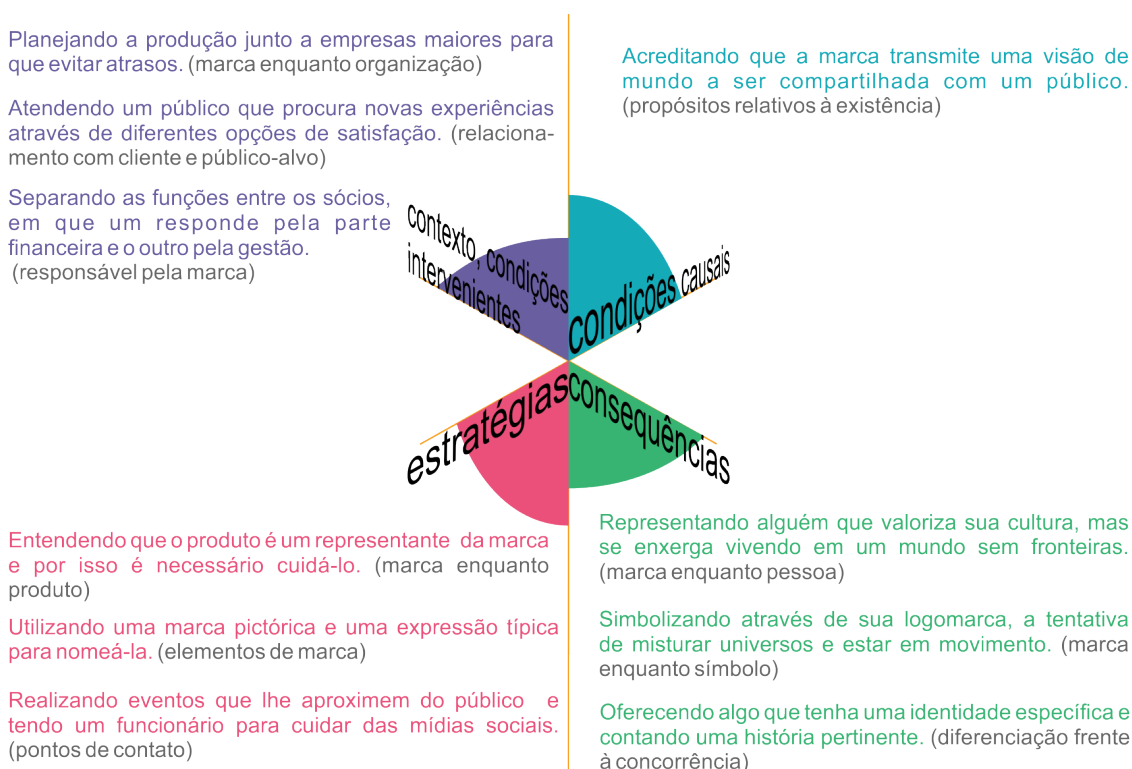 Planejando a produção junto a empresas maiores para
que evitar atrasos. (marca enquanto organização)
Atendendo um público que procura novas experiências
através de diferentes opções de satisfação. (relaciona-
mento com cliente e público-alvo)
Separando as funções entre os sócios,
em que um responde pela parte
financeira e o outro pela gestão.
(responsável pela marca)
Acreditando que a marca transmite uma visão de
mundo a ser compartilhada com um público.
(propósitos relativos à existência)
contexto, condições
intervenientes
condições causais
estratégias
consequências
Entendendo que o produto é um representante da marca
e por isso é necessário cuidá-lo. (marca enquanto
produto)
Utilizando uma marca pictórica e uma expressão típica
para nomeá-la. (elementos de marca)
Realizando eventos que lhe aproximem do público e
tendo um funcionário para cuidar das mídias sociais.
(pontos de contato)
Representando alguém que valoriza sua cultura, mas
se enxerga vivendo em um mundo sem fronteiras.
(marca enquanto pessoa)
Simbolizando através de sua logomarca, a tentativa
de misturar universos e estar em movimento. (marca
enquanto símbolo)
Oferecendo algo que tenha uma identidade específica e
contando uma história pertinente. (diferenciação frente
à concorrência)